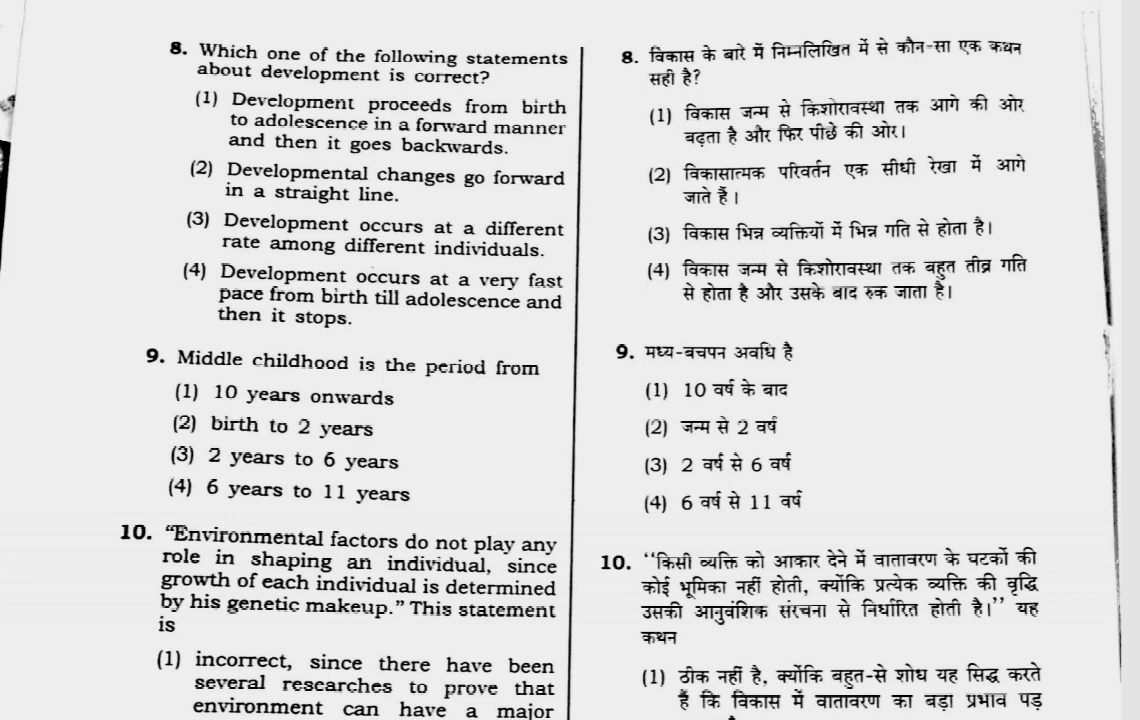 8. Which one of the following statements
about development is correct?
(1) Development proceeds from birth
to adolescence in a forward manner
and then it goes backwards.
(2) Developmental changes go forward
in a straight line.
(3) Development occurs at a different
rate among different individuals.
(4) Development occurs at a very fast
pace from birth till adolescence and
then it stops.
9. Middle childhood is the period from
(1) 10 years onwards
(2) birth to 2 years
(3) 2 years to 6 years
(4) 6 years to 11 years
10. “Environmental factors do not play any
role in shaping an individual, since
growth of each individual is determined
by his genetic makeup.” This statement
is
(1) incorrect, since there have been
several researches to prove that
environment can have a major
8. विकास के बारे में निम्नलिखित में से कौन-सा एक कथन
सही है?
(1) विकास जन्म से किशोरावस्था तक आगे की ओर
बढ़ता है और फिर पीछे की ओर।
(2) विकासात्मक परिवर्तन एक सीधी रेखा में आगे
जाते हैं।
(3) विकास भिन्न व्यक्तियों में भिन्न गति से होता है।
(4) विकास जन्म से किशोरावस्था तक बहुत तीव्र गति
से होता है और उसके बाद रुक जाता है।
9. मध्य-बचपन अवधि है
(1) 10 वर्ष के बाद
(2) जन्म से 2 वर्ष
(3) 2 वर्ष से 6 वर्ष
(4) 6 वर्ष से 11 वर्ष
10. ‘‘किसी व्यक्ति को आकार देने में वातावरण के घटकों की
कोई भूमिका नहीं होती, क्योंकि प्रत्येक व्यक्ति की वृद्धि
उसकी आनुवंशिक संरचना से निर्धारित होती है।’’ यह
कथन
(1) ठीक नहीं है, क्योंकि बहुत-से शोध यह सिद्ध करते
हैं कि विकास में वातावरण का बड़ा प्रभाव पड़